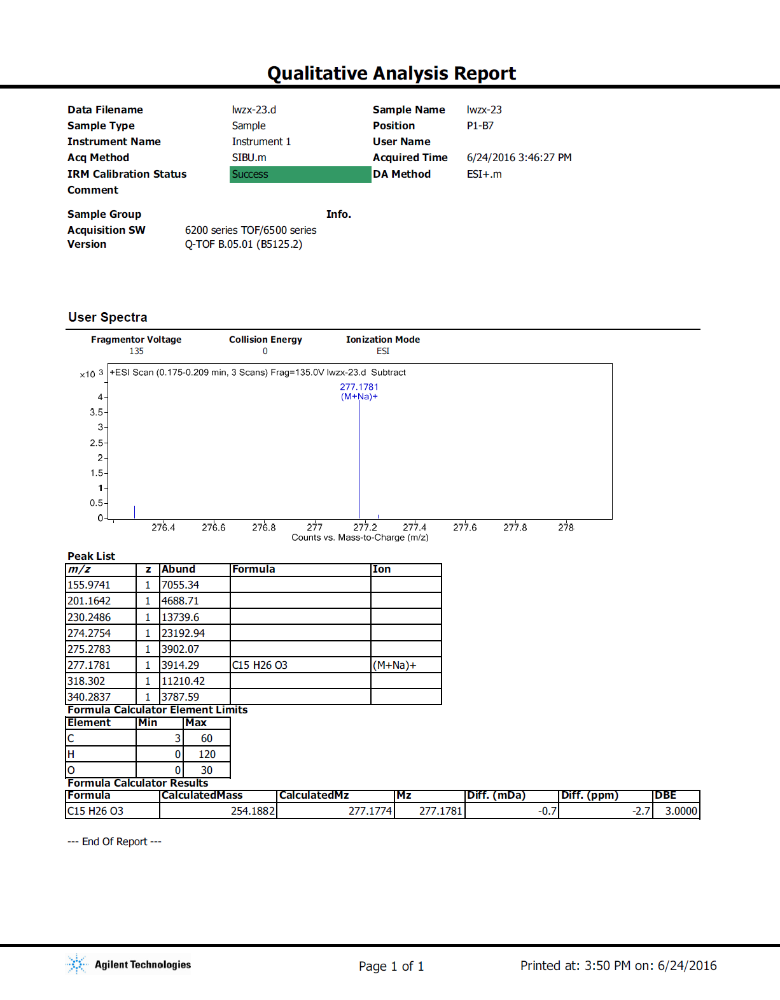 Qualitative Analysis Report
Data Filename lwzx-23.d Sample Name lwzx-23
Sample Type Sample Position P1-B7
Instrument Name Instrument 1 User Name
Acq Method SIBU.m Acquired Time 6/24/2016 3:46:27 PM
IRM Calibration Status Success DA Method ESI+.m
Comment
Sample Group Info.
Acquisition SW 6200 series TOF/6500 series
Version Q-TOF B.05.01 (B5125.2)
User Spectra
Fragmentor Voltage Collision Energy Ionization Mode
135 0 ESI
x10 3 +ESI Scan (0.175-0.209 min, 3 Scans) Frag=135.0V lwzx-23.d Subtract
277.1781
(M+Na)+
4
3.5
3
2.5
2
1.5
1
0.5
0
276.4 276.6 276.8 277 277.2 277.4 277.6 277.8 278
Counts vs. Mass-to-Charge (m/z)
Peak List
m/z z Abund Formula Ion
155.9741 1 7055.34
201.1642 1 4688.71
230.2486 1 13739.6
274.2754 1 23192.94
275.2783 1 3902.07
277.1781 1 3914.29 C15 H26 O3 (M+Na)+
318.302 1 11210.42
340.2837 1 3787.59
Formula Calculator Element Limits
Element Min Max
C 3 60
H 0 120
O 0 30
Formula Calculator Results
Formula CalculatedMass CalculatedMz Mz Diff. (mDa) Diff. (ppm) DBE
C15 H26 O3 254.1882 277.1774 277.1781 -0.7 -2.7 3.0000
--- End Of Report ---
Agilent Technologies Page 1 of 1 Printed at: 3:50 PM on: 6/24/2016